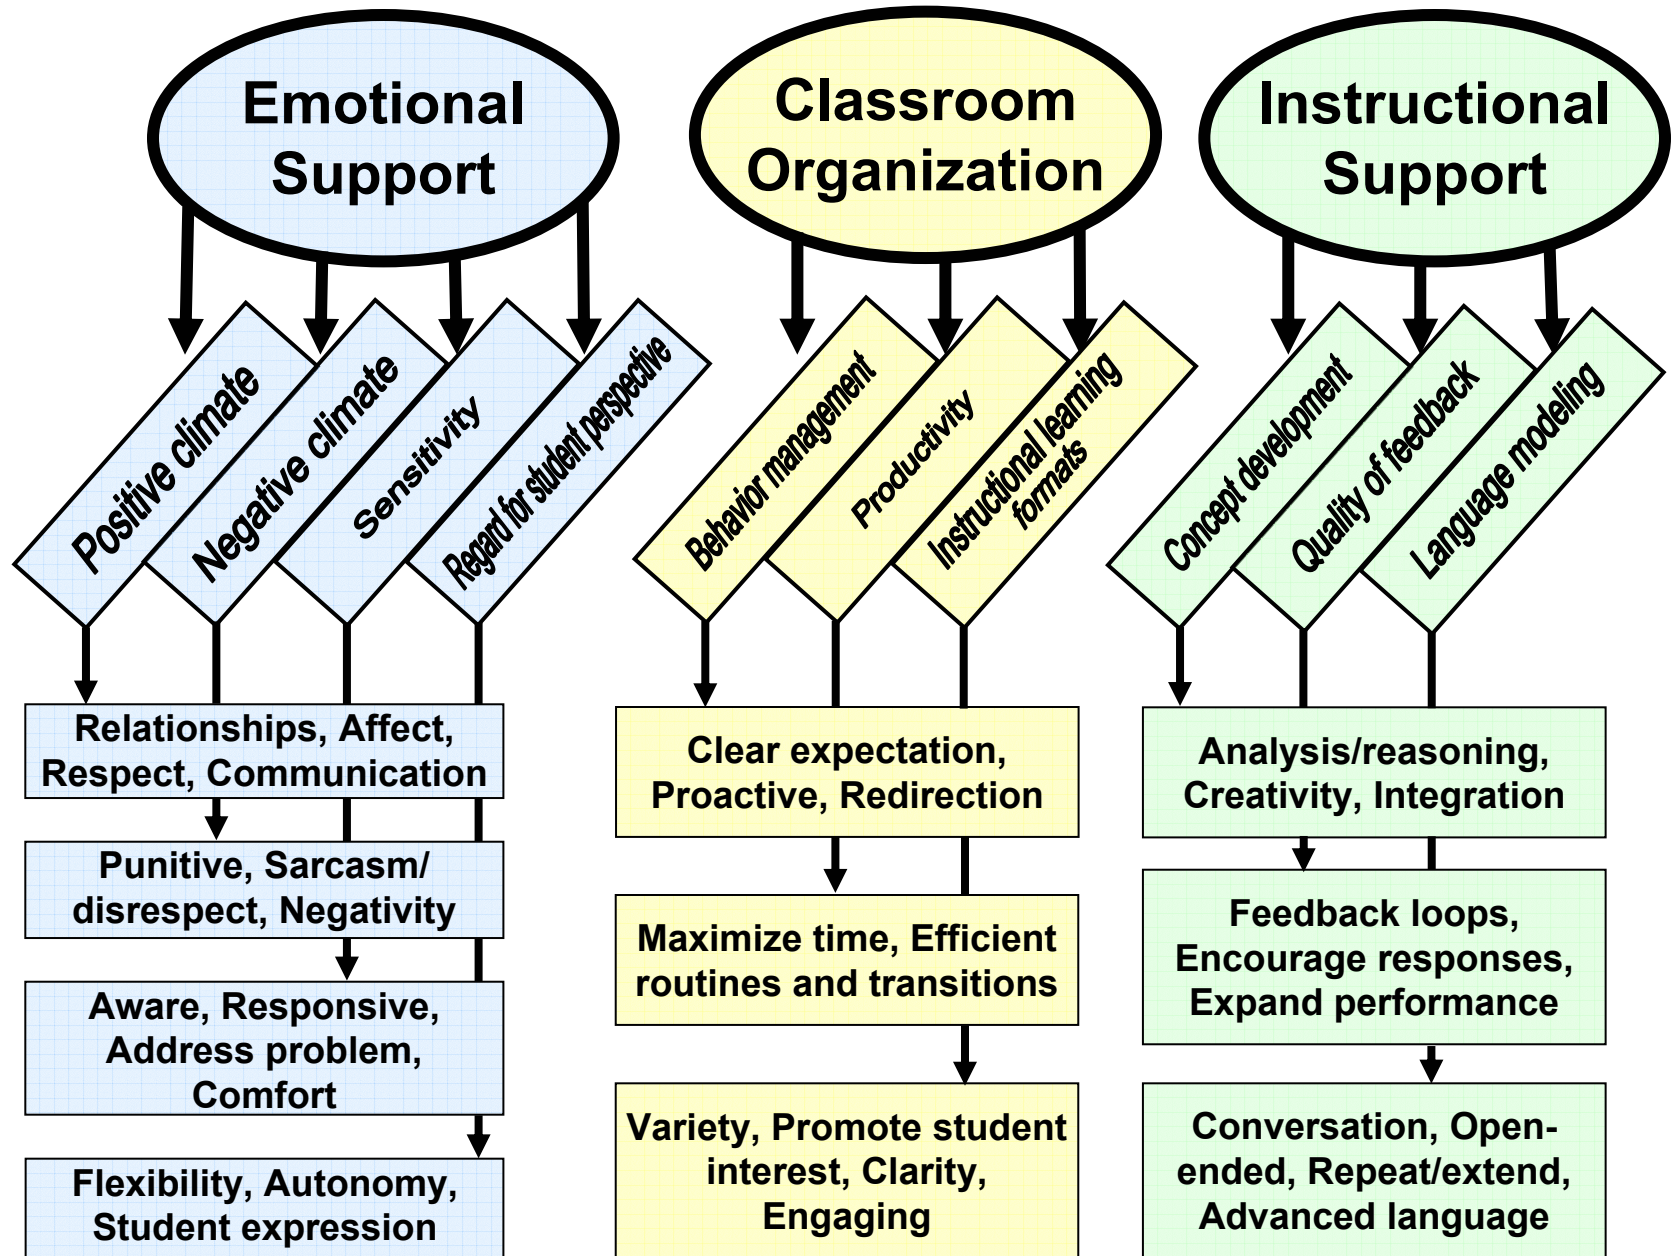 Emotional
Support
Classroom
Organization
Instructional
Support
Positive climate
Negative climate
Sensitivity
Regard for student perspective
Behavior management
Productivity
Instructional learning
formats
Concept development
Quality of feedback
Language modeling
Relationships, Affect,
Respect, Communication
Punitive, Sarcasm/
disrespect, Negativity
Aware, Responsive,
Address problem,
Comfort
Flexibility, Autonomy,
Student expression
Clear expectation,
Proactive, Redirection
Maximize time, Efficient
routines and transitions
Variety, Promote student
interest, Clarity,
Engaging
Analysis/reasoning,
Creativity, Integration
Feedback loops,
Encourage responses,
Expand performance
Conversation, Open-
ended, Repeat/extend,
Advanced language